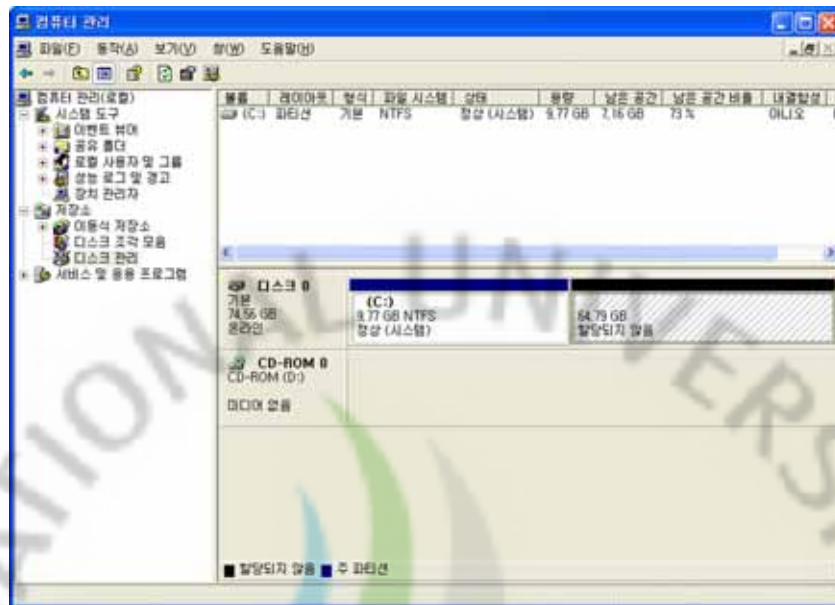 컴퓨터 관리
파일(F) 동작(A) 보기(V) 창(W) 도움말(H)
컴퓨터 관리(로컬)
시스템 도구
이벤트 뷰어
공유 폴더
로컬 사용자 및 그룹
성능 로그 및 경고
장치 관리자
저장소
이동식 저장소
디스크 조각 모음
디스크 관리
서비스 및 응용 프로그램
볼륨 레이아웃 형식 파일 시스템 상태 용량 남은 공간 남은 공간 비율 내결함성
(C:) 파티션 기본 NTFS 정상 (시스템) 9.77 GB 7.16 GB 73 % 아니오
디스크 0
기본
74.56 GB
온라인
(C:)
9.77 GB NTFS
정상 (시스템)
64.79 GB
할당되지 않음
CD-ROM 0
CD-ROM (D:)
미디어 없음
할당되지 않음 주 파티션
NATIONAL UNIVERS